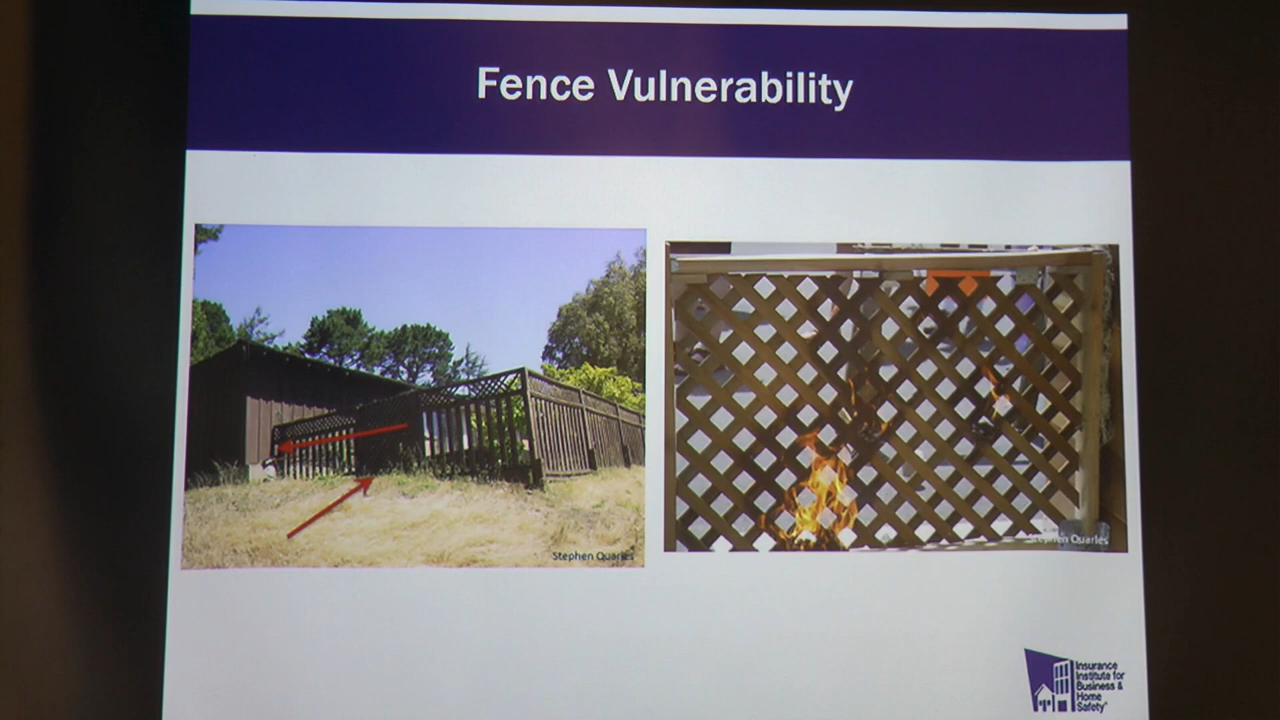 Fence Vulnerability
Stephen Quarles
Stephen Quarles
Insurance
Institute for
Business &
Home
Safety®